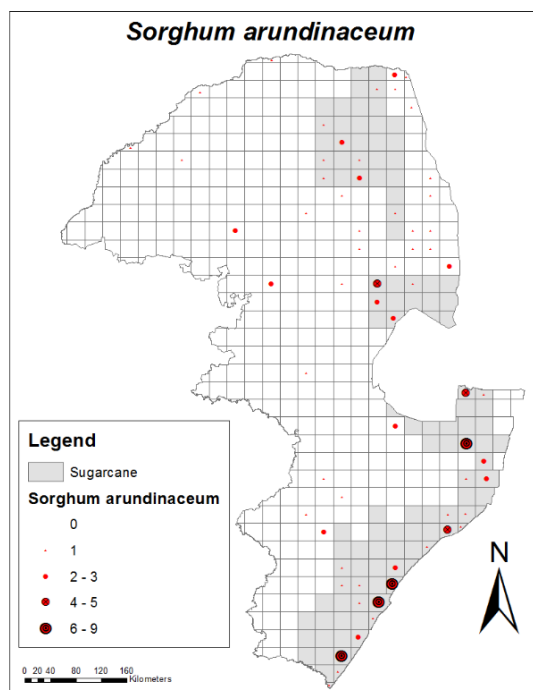 Sorghum arundinaceum
Legend
Sugarcane
Sorghum arundinaceum
0
1
2 - 3
4 - 5
6 - 9
N
0 20 40 80 120 160
Kilometers